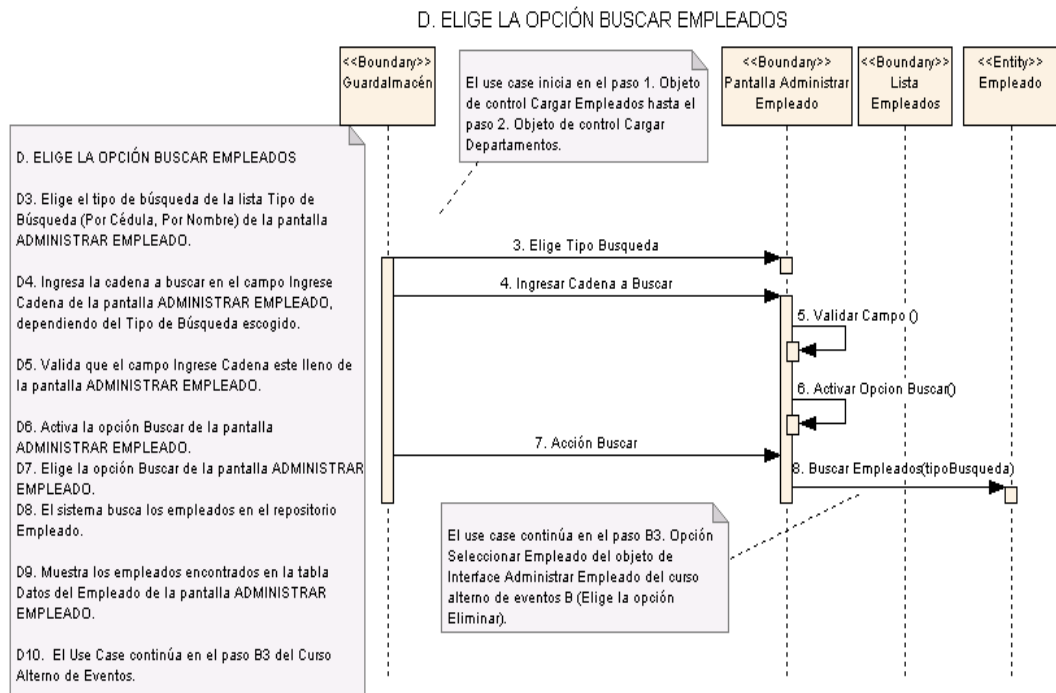 D. ELIGE LA OPCIÓN BUSCAR EMPLEADOS
<<Boundary>>
Guardalmacén
El use case inicia en el paso 1. Objeto
de control Cargar Empleados hasta el
paso 2. Objeto de control Cargar
Departamentos.
<<Boundary>>
Pantalla Administrar
Empleado
<<Boundary>>
Lista
Empleados
<<Entity>>
Empleado
D. ELIGE LA OPCIÓN BUSCAR EMPLEADOS
D3. Elige el tipo de búsqueda de la lista Tipo de
Búsqueda (Por Cédula, Por Nombre) de la pantalla
ADMINISTRAR EMPLEADO.
D4. Ingresa la cadena a buscar en el campo Ingrese
Cadena de la pantalla ADMINISTRAR EMPLEADO,
dependiendo del Tipo de Búsqueda escogido.
D5. Valida que el campo Ingrese Cadena este lleno de
la pantalla ADMINISTRAR EMPLEADO.
D6. Activa la opción Buscar de la pantalla
ADMINISTRAR EMPLEADO.
D7. Elige la opción Buscar de la pantalla ADMINISTRAR
EMPLEADO.
D8. El sistema busca los empleados en el repositorio
Empleado.
D9. Muestra los empleados encontrados en la tabla
Datos del Empleado de la pantalla ADMINISTRAR
EMPLEADO.
D10. El Use Case continúa en el paso B3 del Curso
Alterno de Eventos.
3. Elige Tipo Busqueda
4. Ingresar Cadena a Buscar
5. Validar Campo ()
6. Activar Opcion Buscar()
7. Acción Buscar
8. Buscar Empleados(tipoBusqueda)
El use case continúa en el paso B3. Opción
Seleccionar Empleado del objeto de
Interface Administrar Empleado del curso
alterno de eventos B (Elige la opción
Eliminar).